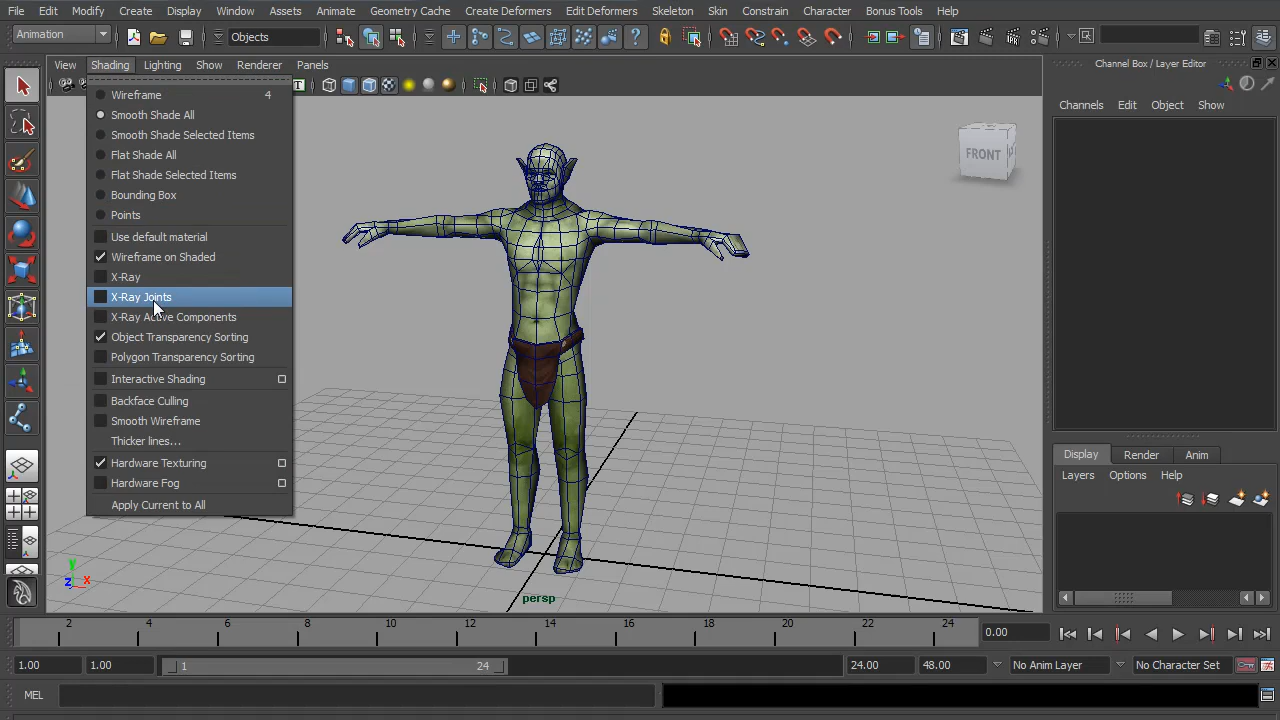 File Edit Modify Create Display Window Assets Animate Geometry Cache Create Deformers Edit Deformers Skeleton Skin Constrain Character Bonus Tools Help
Animation Objects
View Shading Lighting Show Renderer Panels
Channel Box / Layer Editor
Channels Edit Object Show
Wireframe 4
Smooth Shade All
Smooth Shade Selected Items
Flat Shade All
Flat Shade Selected Items
Bounding Box
Points
Use default material
Wireframe on Shaded
X-Ray
X-Ray Joints
X-Ray Active Components
Object Transparency Sorting
Polygon Transparency Sorting
Interactive Shading
Backface Culling
Smooth Wireframe
Thicker lines...
Hardware Texturing
Hardware Fog
Apply Current to All
FRONT
Display Render Anim
Layers Options Help
y
z x
persp
2 4 6 8 10 12 14 16 18 20 22 24
0.00
1.00 1.00 1 24 24.00 48.00 No Anim Layer No Character Set
MEL